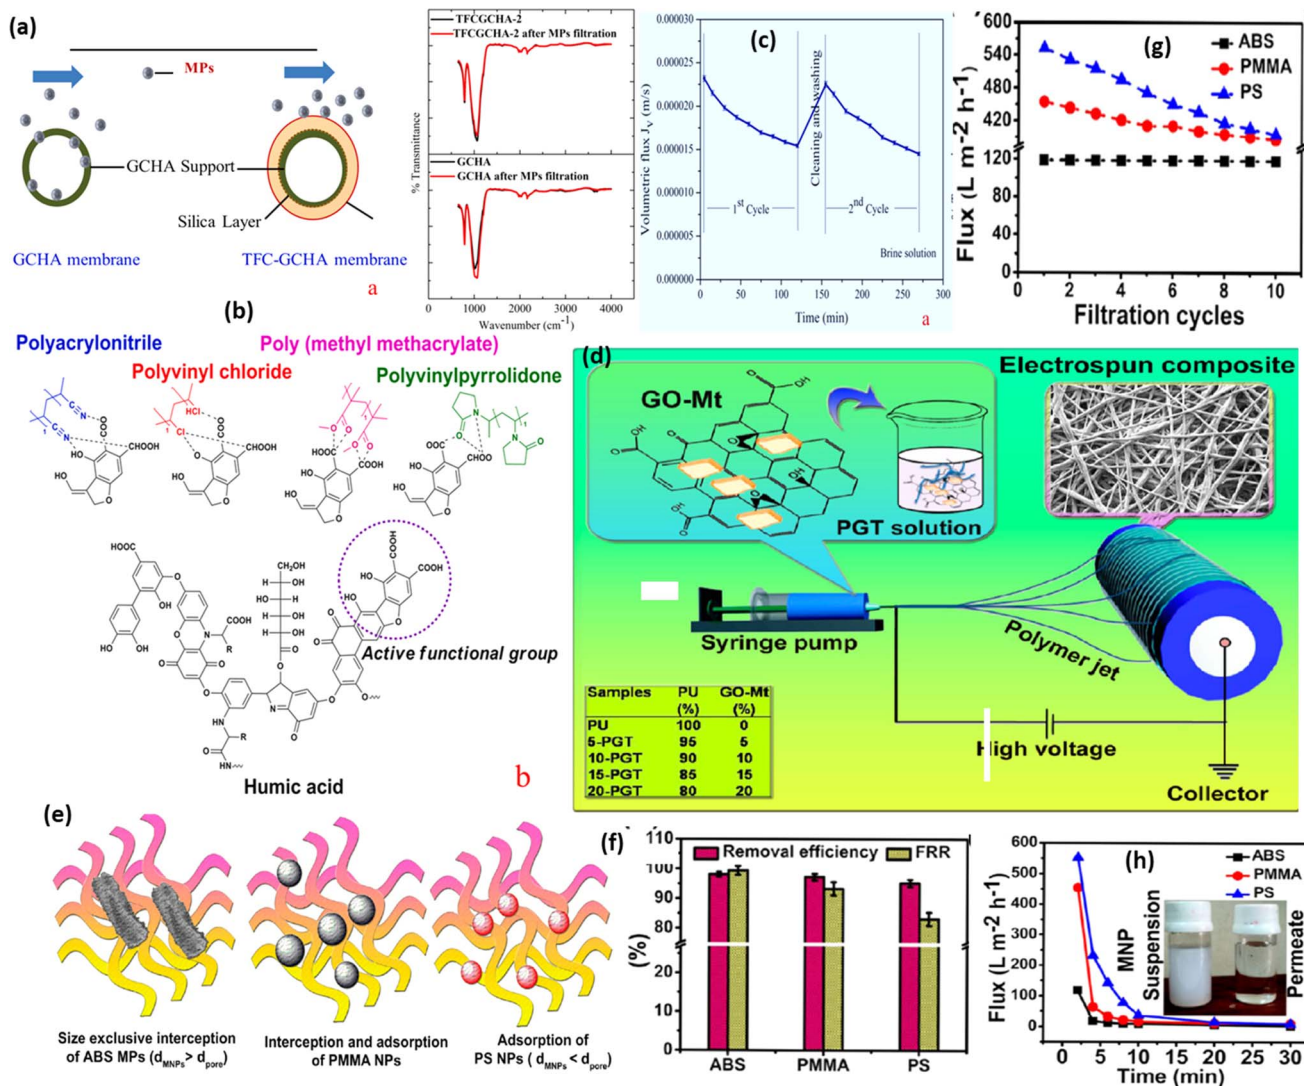 (a)
MPs
GCHA Support
Silica Layer
GCHA membrane
TFC-GCHA membrane
a
TFCGCHA-2
TFCGCHA-2 after MPs filtration
GCHA
GCHA after MPs filtration
% Transmittance
0 1000 2000 3000 4000
Wavenumber (cm⁻¹)
(c)
Volumetric flux Jᵥ (m/s)
0.000030
0.000025
0.000020
0.000015
0.000010
0.000005
0.000000
1st Cycle
Cleaning and washing
2nd Cycle
Brine solution
0 50 100 150 200 250 300
Time (min)
a
(g)
ABS
PMMA
PS
Flux (L m⁻² h⁻¹)
600
540
480
420
120
80
40
0
0 2 4 6 8 10
Filtration cycles
(b)
Polyacrylonitrile
Polyvinyl chloride
Poly (methyl methacrylate)
Polyvinylpyrrolidone
Active functional group
Humic acid
b
(d)
Electrospun composite
GO-Mt
PGT solution
Syringe pump
Polymer jet
High voltage
Collector
Samples PU (%) GO-Mt (%)
PU 100 0
5-PGT 95 5
10-PGT 90 10
15-PGT 85 15
20-PGT 80 20
(e)
Size exclusive interception
of ABS MPs (dMNPs > dpore)
Interception and adsorption
of PMMA NPs
Adsorption of
PS NPs ( dMNPs < dpore)
(f)
Removal efficiency
FRR
(%)
110
100
90
80
20
0
ABS PMMA PS
(h)
ABS
PMMA
PS
Flux (L m⁻² h⁻¹)
600
500
400
300
200
100
0
MNP
Suspension
Permeate
0 5 10 15 20 25 30
Time (min)